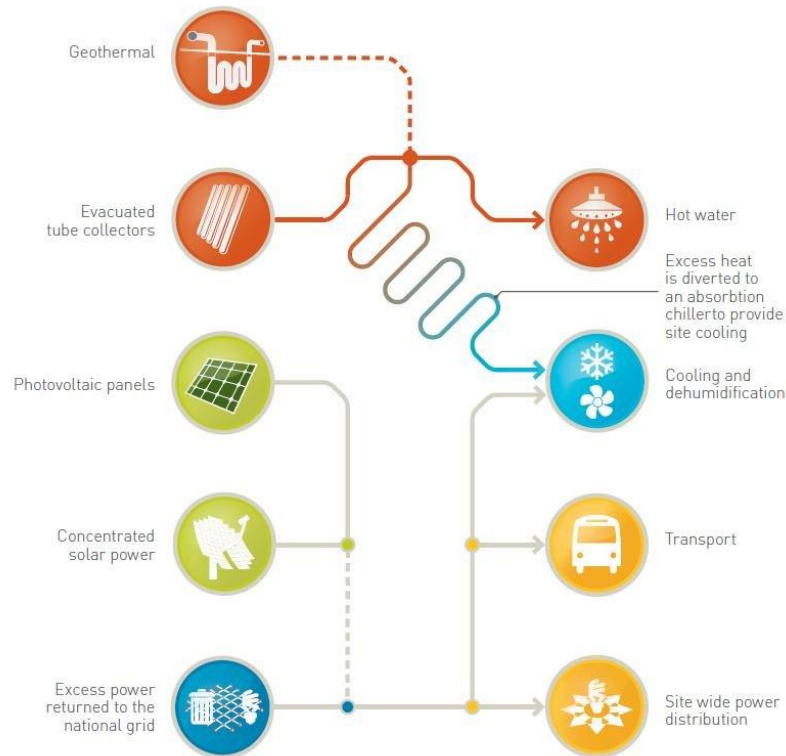 Geothermal
Evacuated
tube collectors
Hot water
Excess heat
is diverted to
an absorbtion
chillerto provide
site cooling
Photovoltaic panels
Cooling and
dehumidification
Concentrated
solar power
Transport
Excess power
returned to the
national grid
Site wide power
distribution